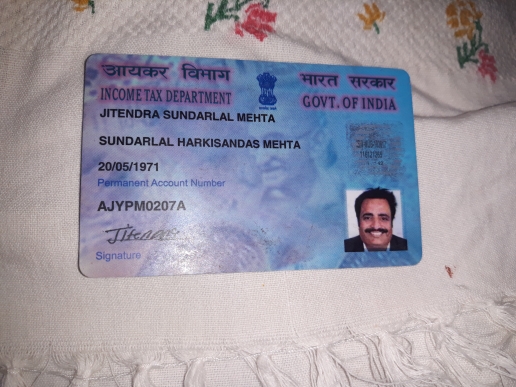 आयकर विभाग
INCOME TAX DEPARTMENT
भारत सरकार
GOVT. OF INDIA
JITENDRA SUNDARLAL MEHTA
SUNDARLAL HARKISANDAS MEHTA
20/05/1971
Permanent Account Number
AJYPM0207A
Signature